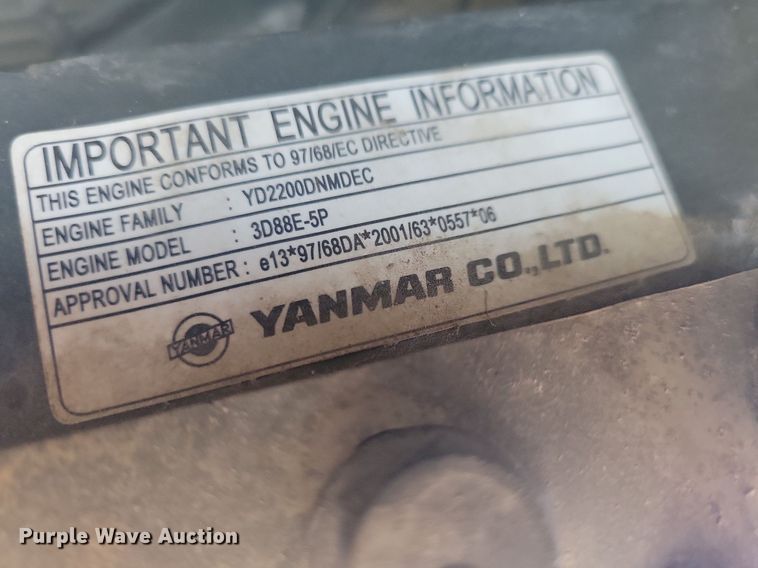 IMPORTANT ENGINE INFORMATION
THIS ENGINE CONFORMS TO 97/68/EC DIRECTIVE
ENGINE FAMILY : YD2200DNMDEC
ENGINE MODEL : 3D88E-5P
APPROVAL NUMBER : e13*97/68DA*2001/63*0557*06
YANMAR YANMAR CO.,LTD.
Purple Wave Auction